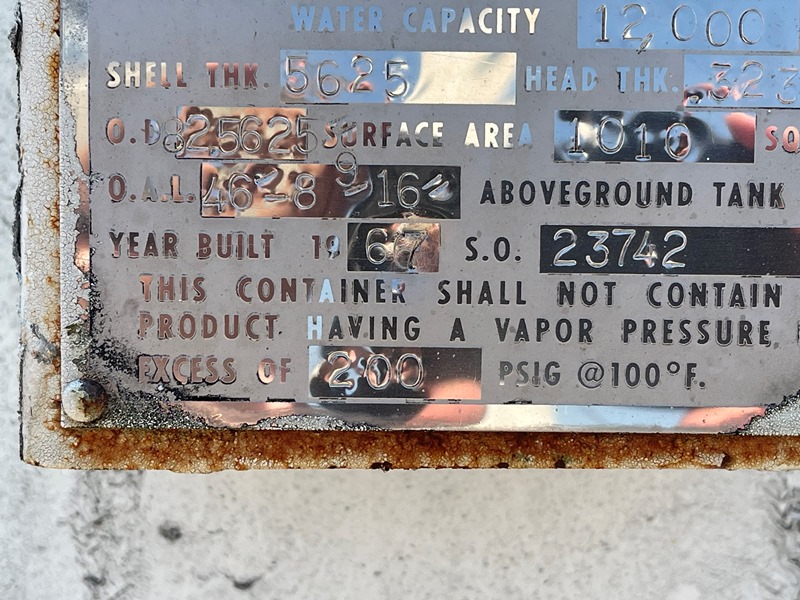 WATER CAPACITY 12,000
SHELL THK. 5625 HEAD THK. .323
O.D 82.5625 SURFACE AREA 1010 SQ
O.A.L. 46'-8 9/16" ABOVEGROUND TANK
YEAR BUILT 1967 S.O. 23742
THIS CONTAINER SHALL NOT CONTAIN
PRODUCT HAVING A VAPOR PRESSURE
EXCESS OF 200 PSIG @100°F.